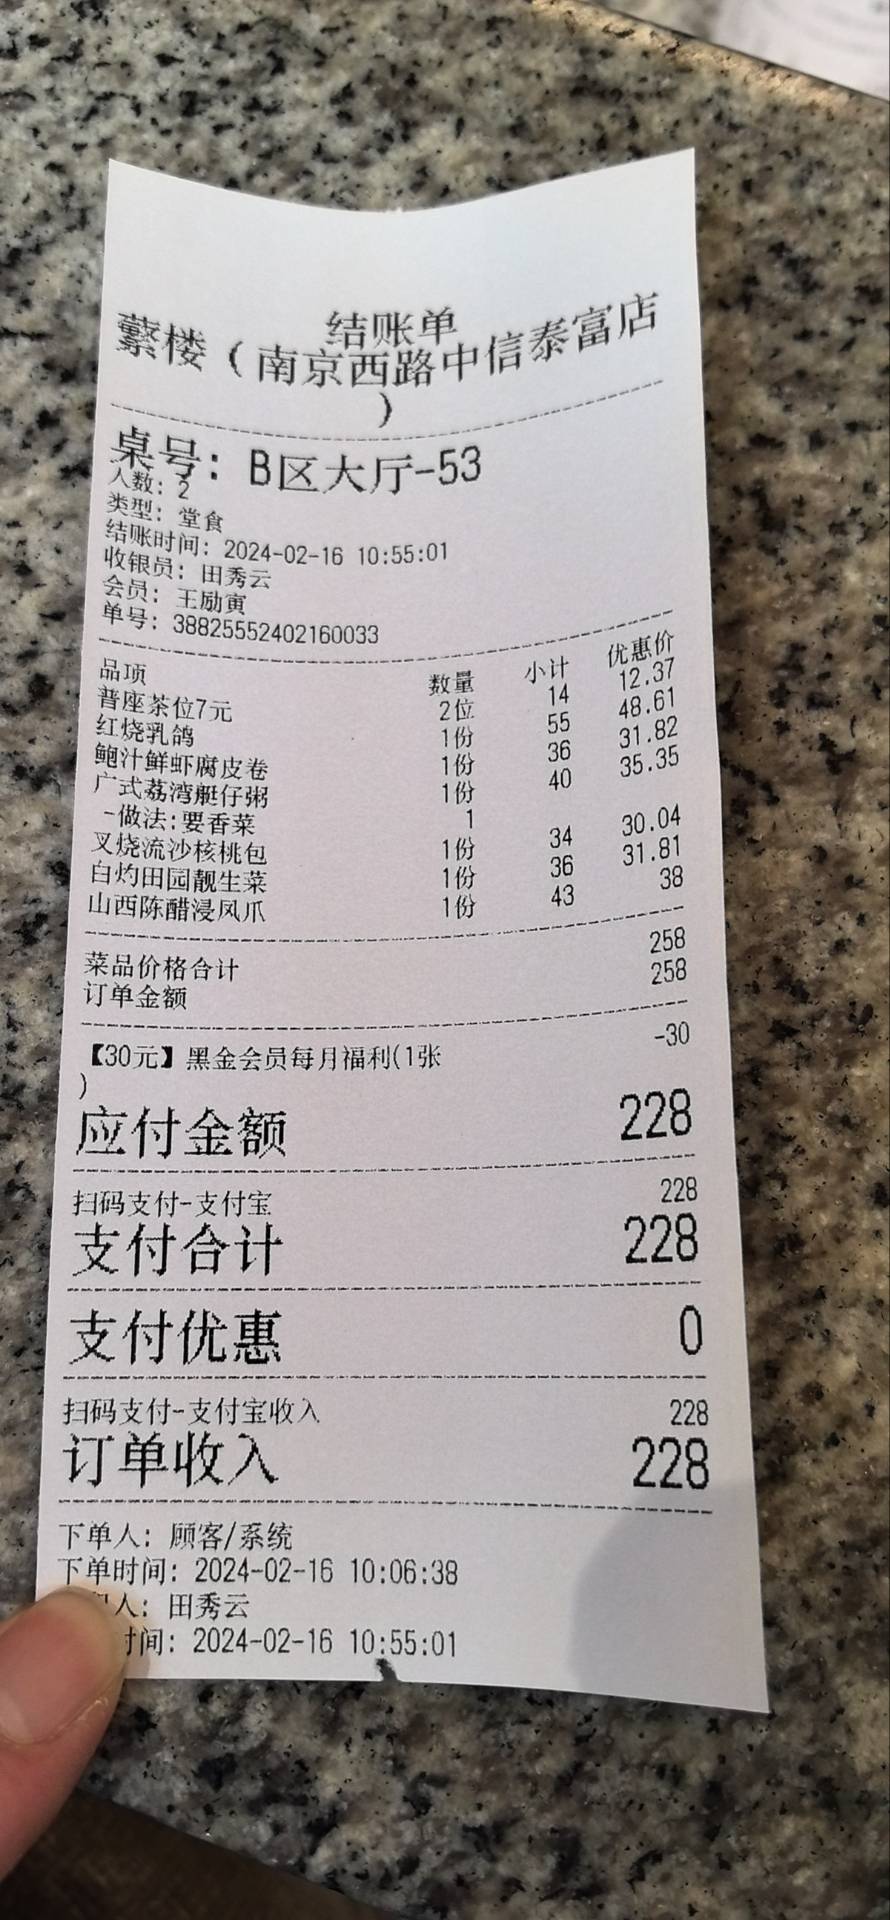 结账单
蘩楼（南京西路中信泰富店
）
桌号：B区大厅-53
人数：2
类型：堂食
结账时间：2024-02-16 10:55:01
收银员：田秀云
会员：王励寅
单号：38825552402160033
品项 数量 小计 优惠价
普座茶位7元 2位 14 12.37
红烧乳鸽 1份 55 48.61
鲍汁鲜虾腐皮卷 1份 36 31.82
广式荔湾艇仔粥 1份 40 35.35
-做法:要香菜 1
叉烧流沙核桃包 1份 34 30.04
白灼田园靓生菜 1份 36 31.81
山西陈醋浸凤爪 1份 43 38
菜品价格合计 258
订单金额 258
【30元】黑金会员每月福利(1张 -30
)
应付金额 228
扫码支付-支付宝 228
支付合计 228
支付优惠 0
扫码支付-支付宝收入 228
订单收入 228
下单人：顾客/系统
下单时间：2024-02-16 10:06:38
人：田秀云
时间：2024-02-16 10:55:01